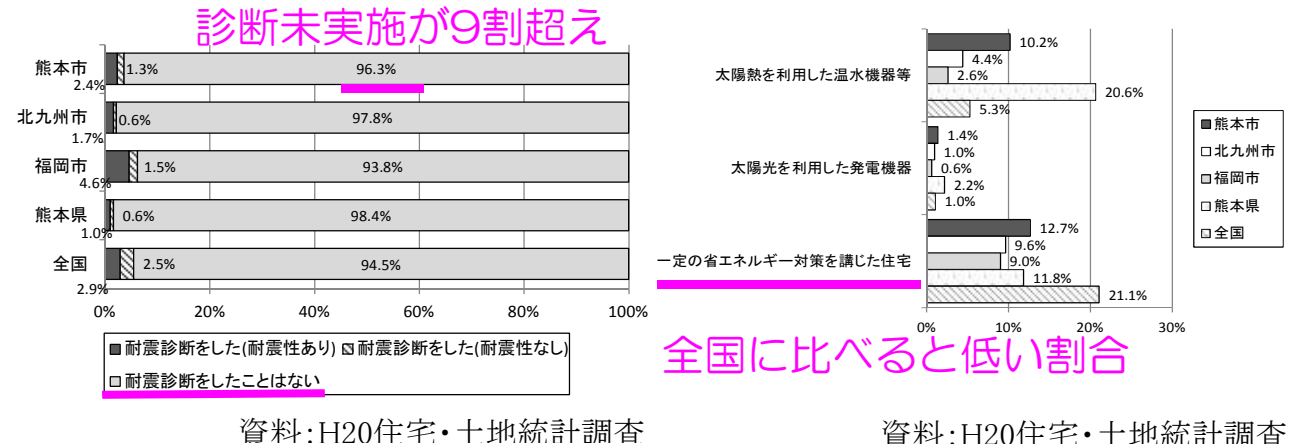 診断未実施が9割超え
熊本市
2.4%
1.3%
96.3%
北九州市
1.7%
0.6%
97.8%
福岡市
4.6%
1.5%
93.8%
熊本県
1.0%
0.6%
98.4%
全国
2.9%
2.5%
94.5%
0% 20% 40% 60% 80% 100%
■耐震診断をした(耐震性あり) 耐震診断をした(耐震性なし)
耐震診断をしたことはない
資料:H20住宅・土地統計調査
太陽熱を利用した温水機器等
10.2%
4.4%
2.6%
20.6%
5.3%
太陽光を利用した発電機器
1.4%
1.0%
0.6%
2.2%
1.0%
一定の省エネルギー対策を講じた住宅
12.7%
9.6%
9.0%
11.8%
21.1%
0% 10% 20% 30%
■熊本市
□北九州市
福岡市
熊本県
全国
全国に比べると低い割合
資料:H20住宅・土地統計調査